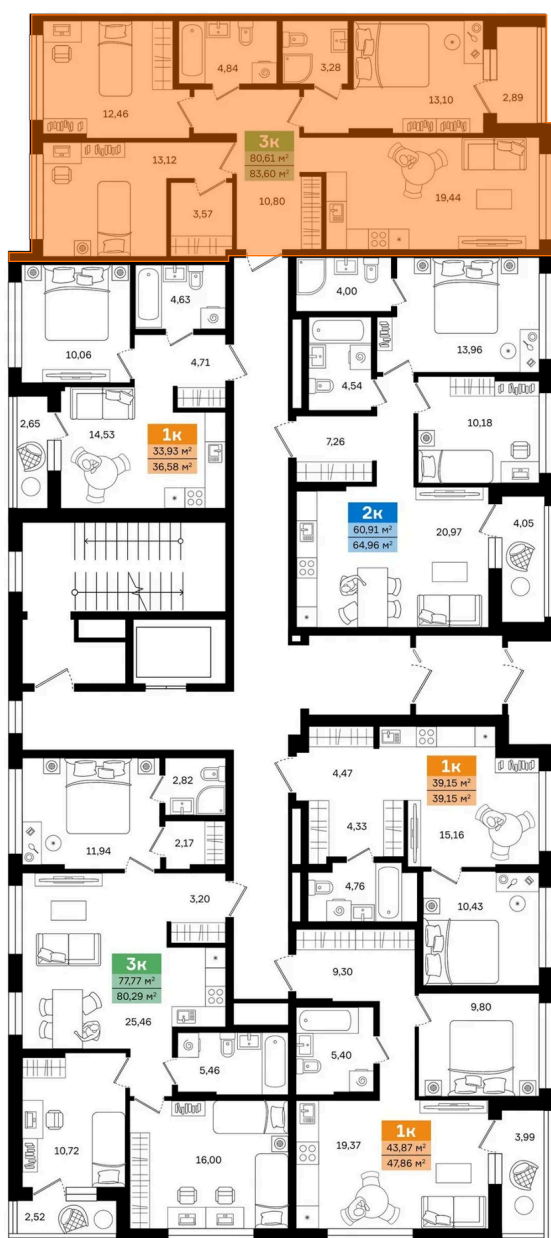 4,84
3,28
12,46
13,10
2,89
3к
80,61 м²
83,60 м²
13,12
3,57
10,80
19,44
4,63
4,00
10,06
4,71
13,96
4,54
2,65
14,53
1к
33,93 м²
36,58 м²
10,18
7,26
2к
60,91 м²
64,96 м²
20,97
4,05
2,82
4,47
1к
39,15 м²
39,15 м²
11,94
2,17
4,33
15,16
3,20
4,76
10,43
3к
77,77 м²
80,29 м²
25,46
9,30
9,80
5,46
5,40
10,72
16,00
19,37
1к
43,87 м²
47,86 м²
3,99
2,52